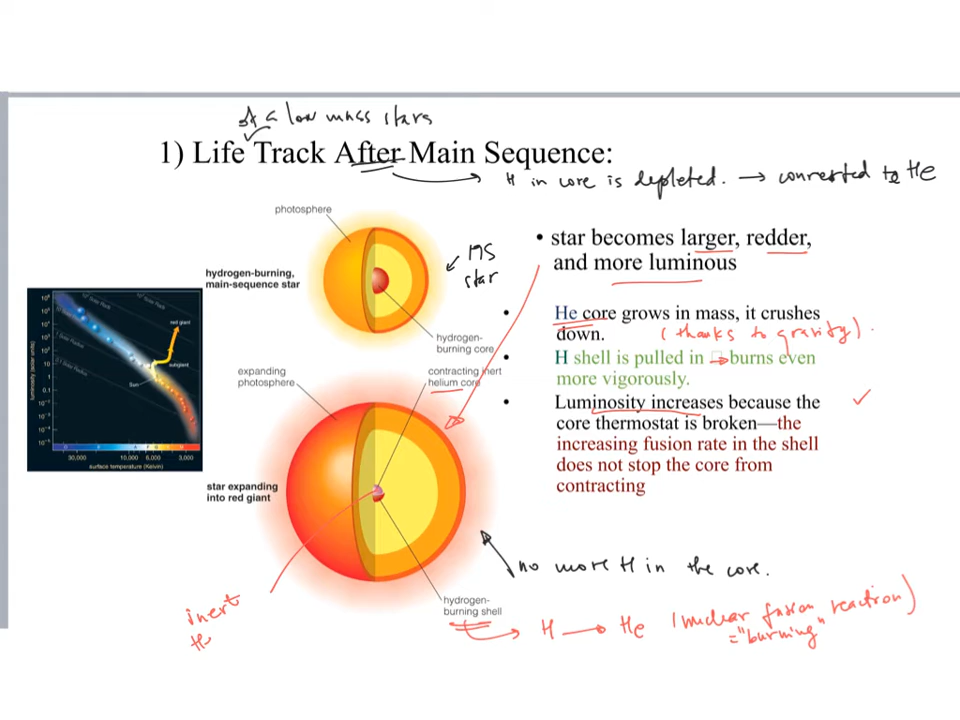 of a low mass stars
1) Life Track After Main Sequence:
H in core is depleted. → converted to He
photosphere
hydrogen-burning,
main-sequence star
MS
star
hydrogen-
burning core
• star becomes larger, redder,
and more luminous
• He core grows in mass, it crushes
down. (thanks to gravity).
• H shell is pulled in → burns even
more vigorously.
• Luminosity increases because the
core thermostat is broken—the
increasing fusion rate in the shell
does not stop the core from
contracting
expanding
photosphere
contracting inert
helium core
star expanding
into red giant
hydrogen-
burning shell
no more H in the core.
H → He (nuclear fusion reaction)
= "burning"
inert
He
luminosity (solar units)
10
1
0.1
red giant
subgiant
Sun
30,000 10,000 6,000 3,000
surface temperature (Kelvin)